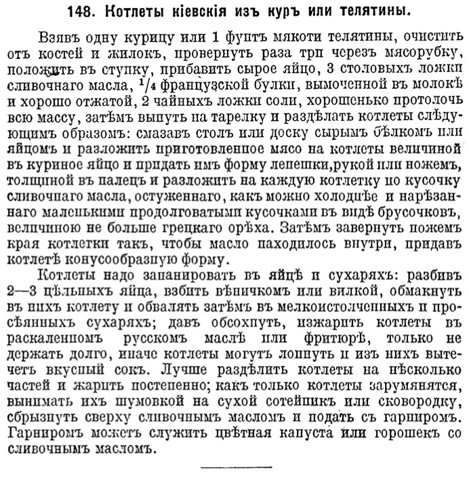 148. Котлеты кіевскія изъ куръ или телятины.
Взявъ одну курицу или 1 фунтъ мякоти телятины, очистить
отъ костей и жилокъ, провернуть раза три черезъ мясорубку,
положить въ ступку, прибавить сырое яйцо, 3 столовыхъ ложки
сливочнаго масла, 1/4 французской булки, вымоченной въ молокѣ
и хорошо отжатой, 2 чайныхъ ложки соли, хорошенько протолочь
всю массу, затѣмъ выпуть на тарелку и раздѣлать котлеты слѣду-
ющимъ образомъ: смазавъ столъ или доску сырымъ бѣлкомъ или
яйцомъ и разложить приготовленное мясо на котлеты величиной
въ куриное яйцо и придать имъ форму лепешки, рукой или ножемъ,
толщиной въ палецъ и разложить на каждую котлетку по кусочку
сливочнаго масла, остуженнаго, какъ можно холоднѣе и нарѣзан-
наго маленькими продолговатыми кусочками въ видѣ брусочковъ,
величиною не больше грецкаго орѣха. Затѣмъ завернуть ножемъ
края котлетки такъ, чтобы масло находилось внутри, придавъ
котлетѣ конусообразную форму.
Котлеты надо запанировать въ яйцѣ и сухаряхъ: разбивъ
2—3 цѣльныхъ яйца, взбить вѣничкомъ или вилкой, обмакнуть
въ нихъ котлету и обвалять затѣмъ въ мелкоистолченныхъ и про-
сѣянныхъ сухаряхъ; давъ обсохнуть, изжарить котлеты въ
раскаленномъ русскомъ маслѣ или фритюрѣ, только не
держать долго, иначе котлеты могутъ лопнуть и изъ нихъ выте-
четъ вкусный сокъ. Лучше раздѣлить котлеты на нѣсколько
частей и жарить постепенно; какъ только котлеты зарумянятся,
вынимать ихъ шумовкой на сухой сотейникъ или сковородку,
сбрызнуть сверху сливочнымъ масломъ и подать съ гарниромъ.
Гарниромъ можетъ служить цвѣтная капуста или горошекъ со
сливочнымъ масломъ.